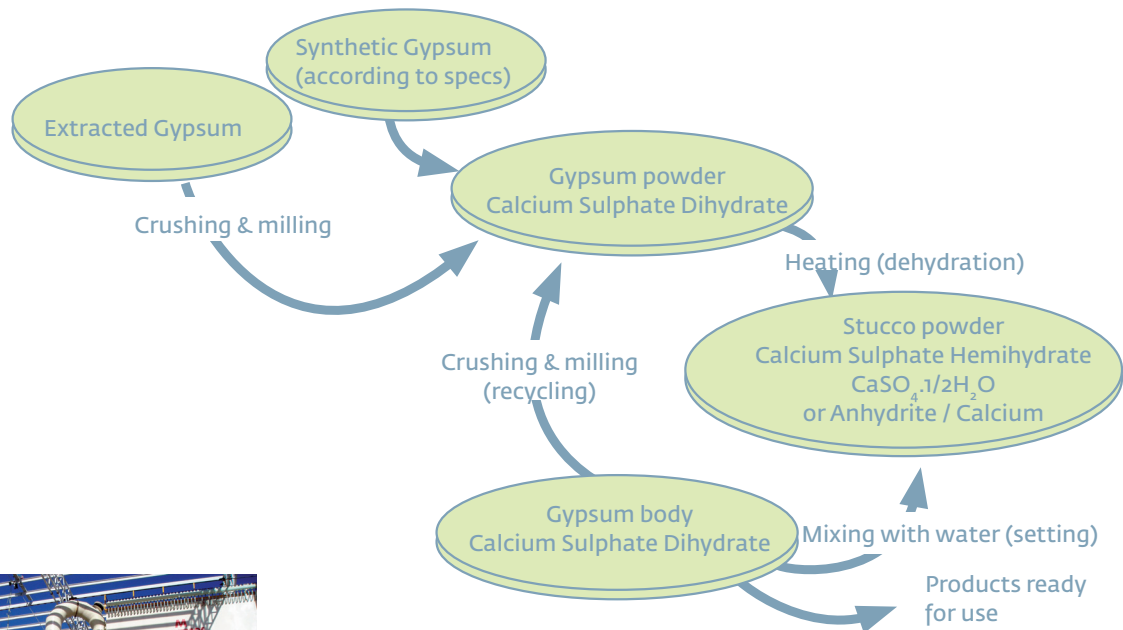 Synthetic Gypsum
(according to specs)
Extracted Gypsum
Gypsum powder
Calcium Sulphate Dihydrate
Crushing & milling
Heating (dehydration)
Stucco powder
Calcium Sulphate Hemihydrate
CaSO₄.1/2H₂O
or Anhydrite / Calcium
Crushing & milling
(recycling)
Gypsum body
Calcium Sulphate Dihydrate
Mixing with water (setting)
Products ready
for use